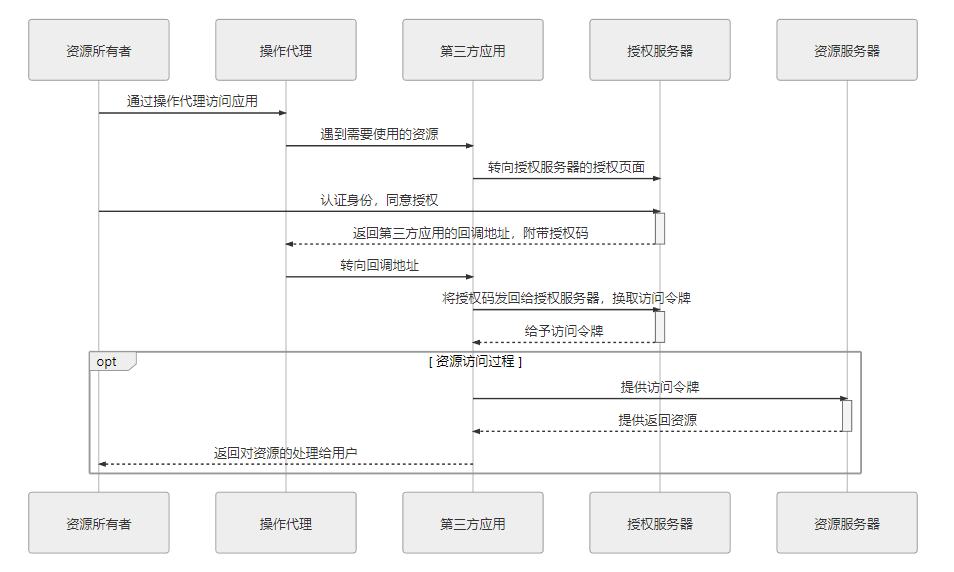 资源所有者
操作代理
第三方应用
授权服务器
资源服务器
通过操作代理访问应用
遇到需要使用的资源
转向授权服务器的授权页面
认证身份，同意授权
返回第三方应用的回调地址，附带授权码
转向回调地址
将授权码发回给授权服务器，换取访问令牌
给予访问令牌
opt
[ 资源访问过程 ]
提供访问令牌
提供返回资源
返回对资源的处理给用户
资源所有者
操作代理
第三方应用
授权服务器
资源服务器